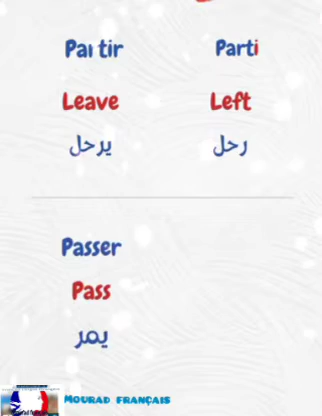 Partir Parti
Leave Left
يرحل رحل
Passer
Pass
يمر
MOURAD FRANÇAIS